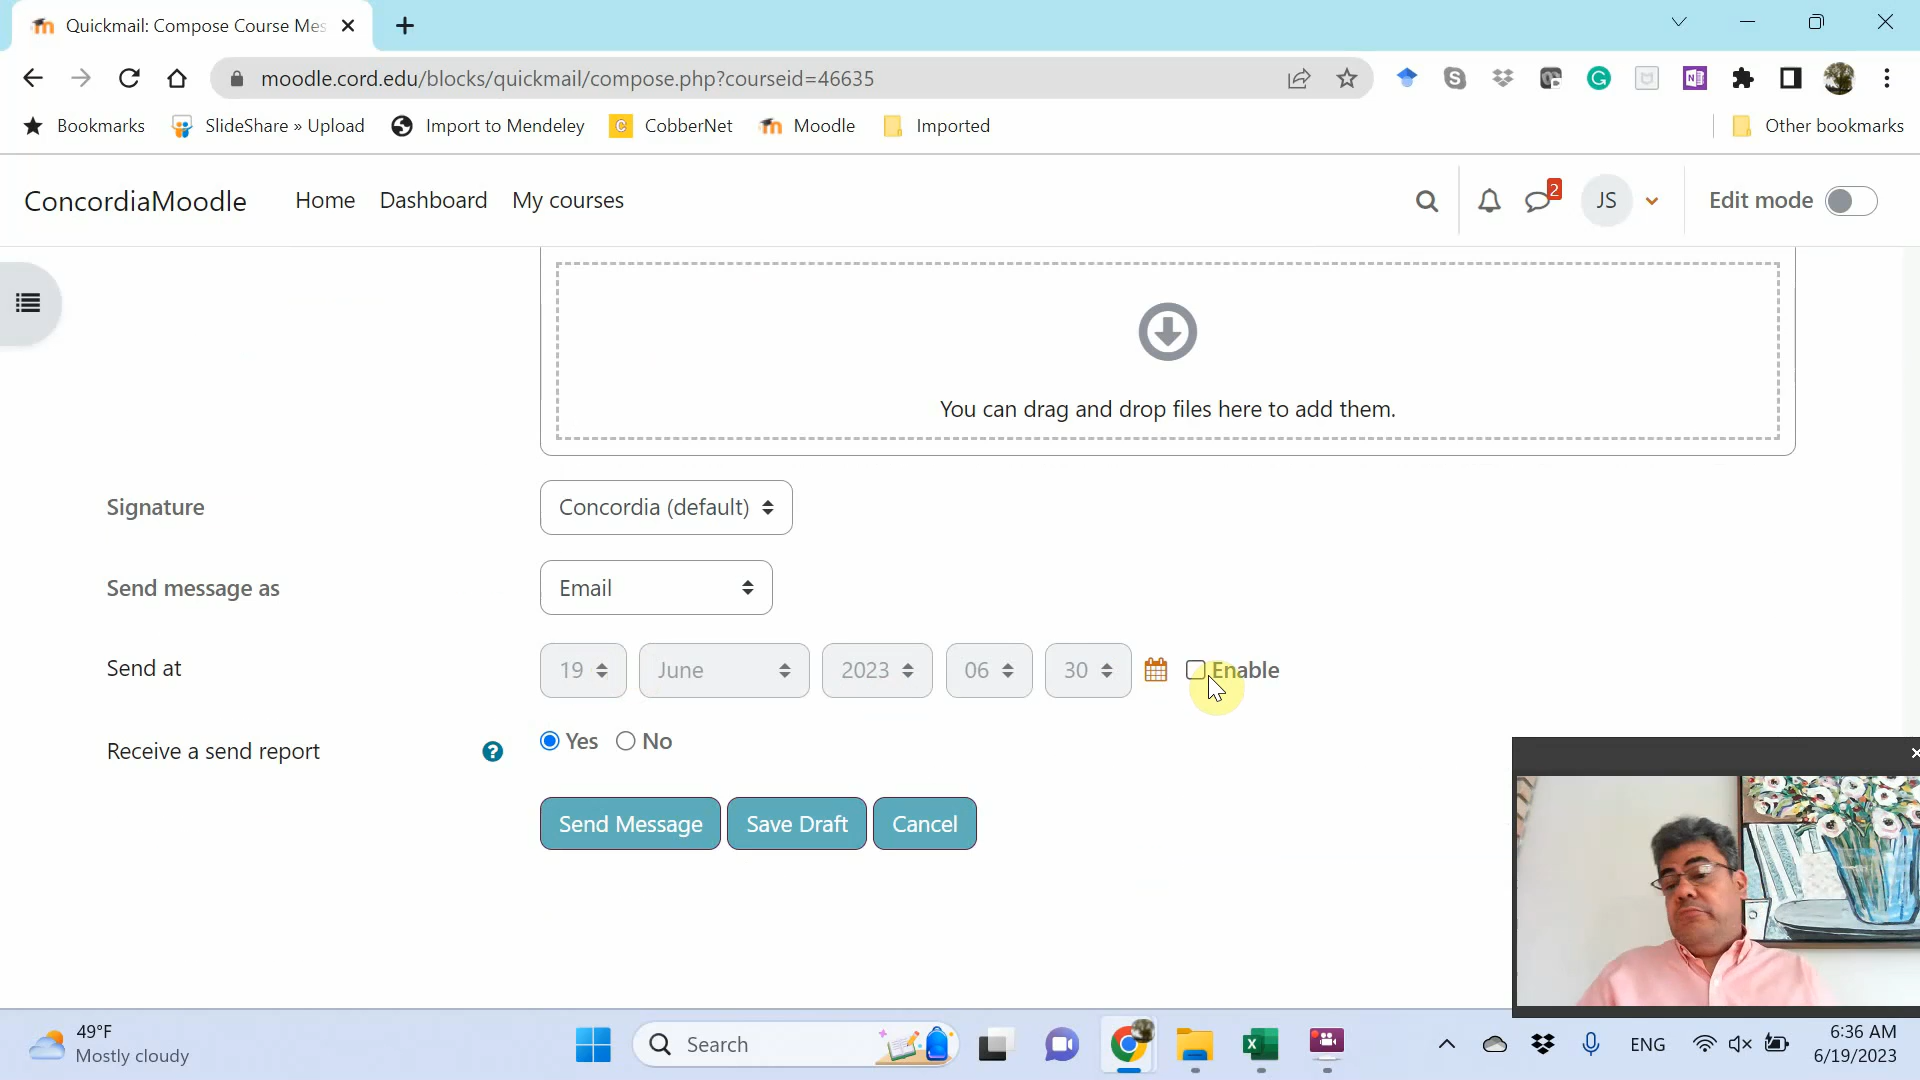 Quickmail: Compose Course Mes
moodle.cord.edu/blocks/quickmail/compose.php?courseid=46635
Bookmarks SlideShare » Upload Import to Mendeley C CobberNet Moodle Imported Other bookmarks
ConcordiaMoodle Home Dashboard My courses 2 JS Edit mode
You can drag and drop files here to add them.
Signature Concordia (default)
Send message as Email
Send at 19 June 2023 06 30 Enable
Receive a send report ? Yes No
Send Message Save Draft Cancel
49°F
Mostly cloudy
Search
ENG
6:36 AM
6/19/2023